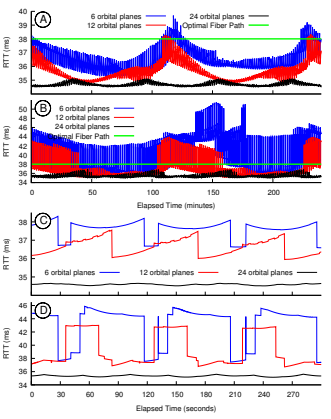 A
6 orbital planes
12 orbital planes
24 orbital planes
Optimal Fiber Path
RTT (ms)
40
39
38
37
36
35
34
B
6 orbital planes
12 orbital planes
24 orbital planes
Optimal Fiber Path
RTT (ms)
50
48
46
44
42
40
38
36
34
0
50
100
150
200
Elapsed Time (minutes)
C
RTT (ms)
38
37
36
35
34
6 orbital planes
12 orbital planes
24 orbital planes
D
RTT (ms)
46
44
42
40
38
36
34
0
30
60
90
120
150
180
210
240
270
Elapsed Time (seconds)